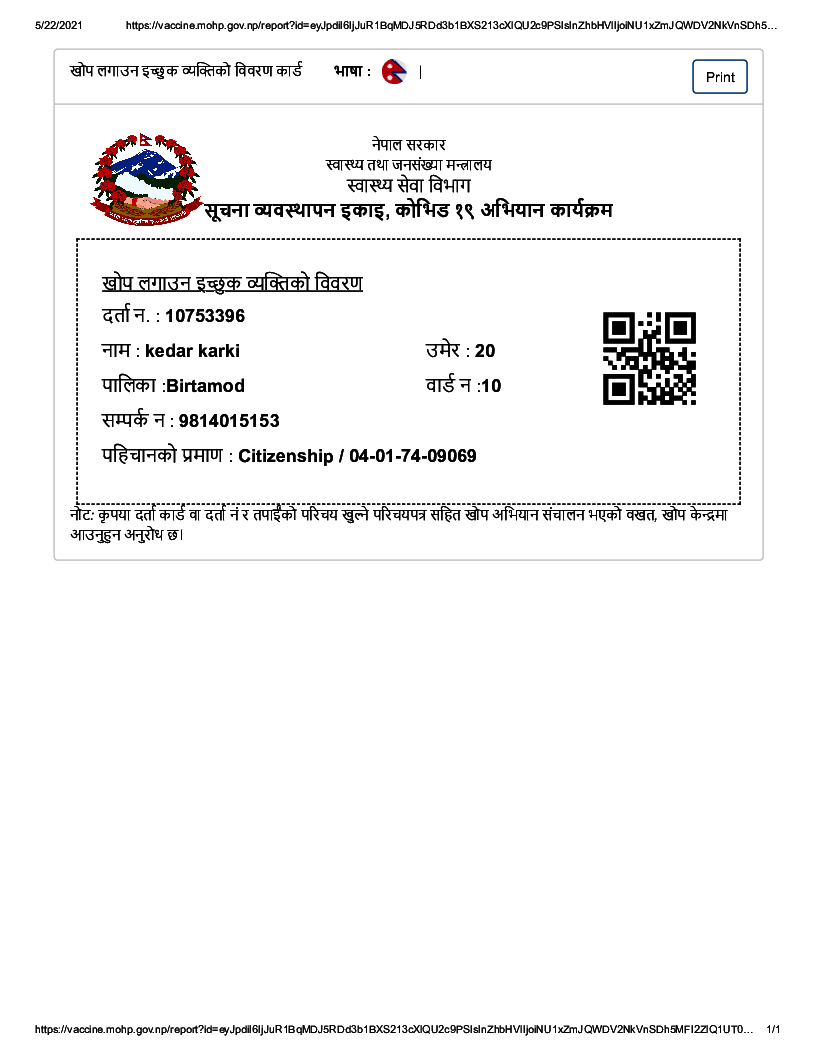 5/22/2021 https://vaccine.mohp.gov.np/report?id=eyJpdiI6IjJuR1BqMDJ5RDd3b1BXS213cXlQU2c9PSIsInZhbHVlIjoiNU1xZmJQWDV2NkVnSDh5…
खोप लगाउन इच्छुक व्यक्तिको विवरण कार्ड भाषा : |
Print
नेपाल सरकार
स्वास्थ्य तथा जनसंख्या मन्त्रालय
स्वास्थ्य सेवा विभाग
सूचना व्यवस्थापन इकाइ, कोभिड १९ अभियान कार्यक्रम
खोप लगाउन इच्छुक व्यक्तिको विवरण
दर्ता न. : 10753396
नाम : kedar karki उमेर : 20
पालिका :Birtamod वार्ड न :10
सम्पर्क न : 9814015153
पहिचानको प्रमाण : Citizenship / 04-01-74-09069
नोट: कृपया दर्ता कार्ड वा दर्ता नं र तपाईँको परिचय खुल्ने परिचयपत्र सहित खोप अभियान संचालन भएको वखत, खोप केन्द्रमा
आउनुहुन अनुरोध छ।
https://vaccine.mohp.gov.np/report?id=eyJpdiI6IjJuR1BqMDJ5RDd3b1BXS213cXlQU2c9PSIsInZhbHVlIjoiNU1xZmJQWDV2NkVnSDh5MFI2ZlQ1UT0… 1/1